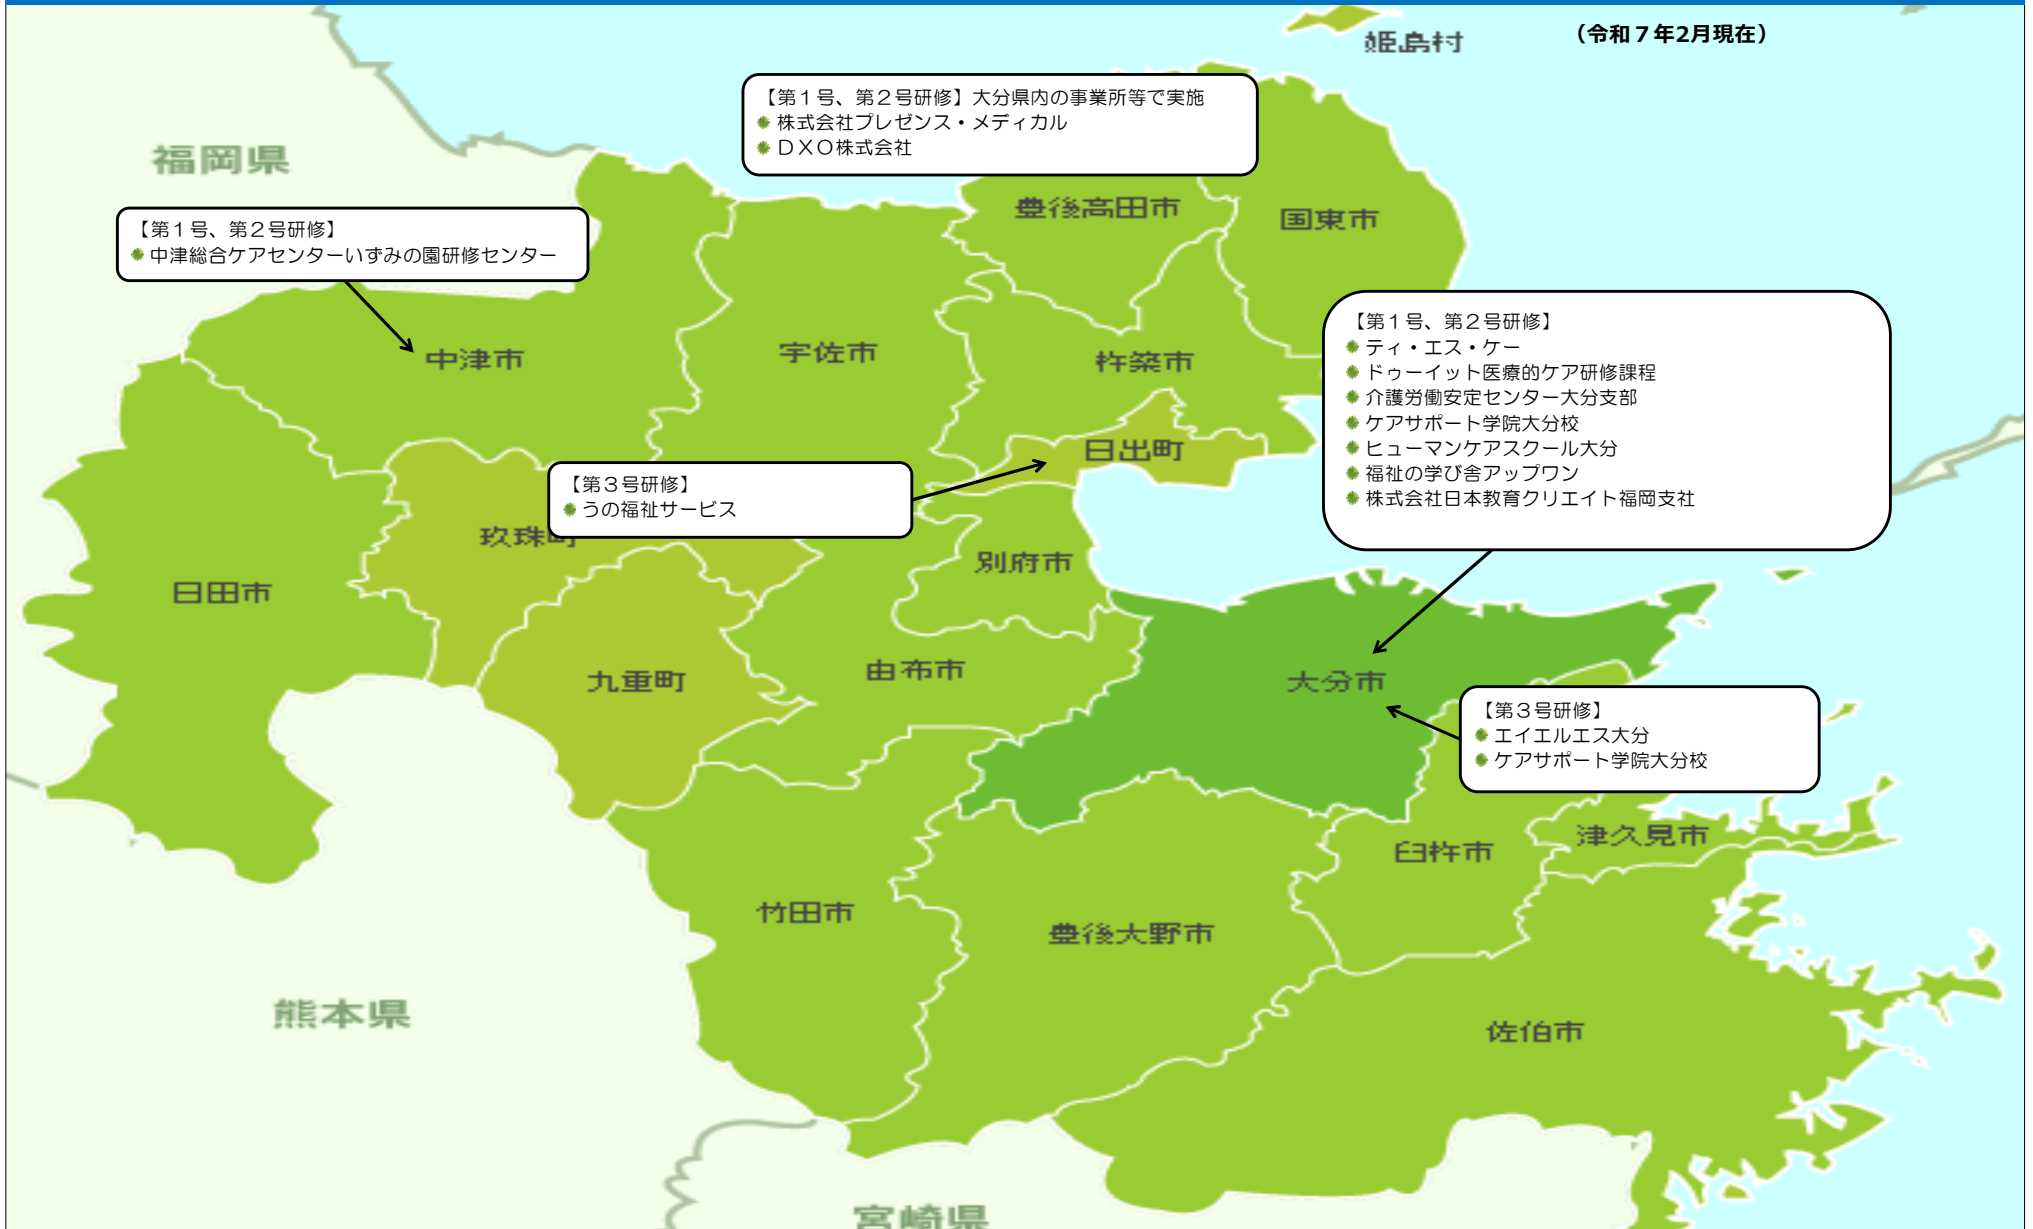 （令和７年2月現在）
姫島村
【第１号、第２号研修】大分県内の事業所等で実施
株式会社プレゼンス・メディカル
ＤＸＯ株式会社
福岡県
豊後高田市
国東市
【第１号、第２号研修】
中津総合ケアセンターいずみの園研修センター
中津市
宇佐市
杵築市
日出町
【第１号、第２号研修】
ティ・エス・ケー
ドゥーイット医療的ケア研修課程
介護労働安定センター大分支部
ケアサポート学院大分校
ヒューマンケアスクール大分
福祉の学び舎アップワン
株式会社日本教育クリエイト福岡支社
【第３号研修】
うの福祉サービス
玖珠町
別府市
日田市
九重町
由布市
大分市
【第３号研修】
エイエルエス大分
ケアサポート学院大分校
臼杵市
津久見市
竹田市
豊後大野市
熊本県
佐伯市
宮崎県